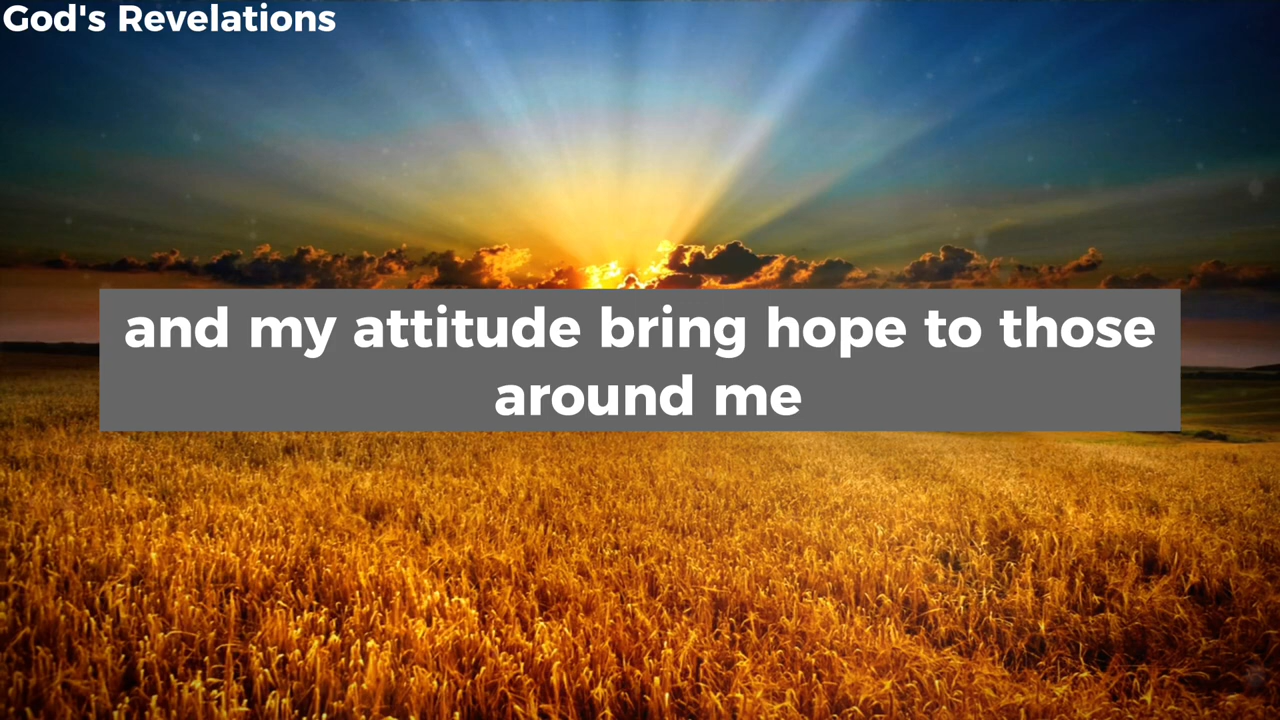 God's Revelations
and my attitude bring hope to those
around me